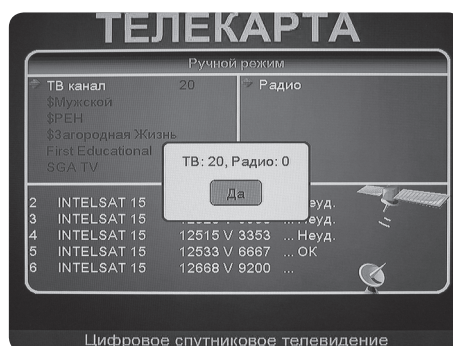 ТЕЛЕКАРТА
Ручной режим
ТВ канал 20 Радио
$Мужской
$РЕН
$Загородная Жизнь
First Educational
SGA TV
ТВ: 20, Радио: 0
Да
2 INTELSAT 15 Неуд.
3 INTELSAT 15 ... Неуд.
4 INTELSAT 15 12515 V 3353 ... Неуд.
5 INTELSAT 15 12533 V 6667 ... OK
6 INTELSAT 15 12668 V 9200 ...
Цифровое спутниковое телевидение